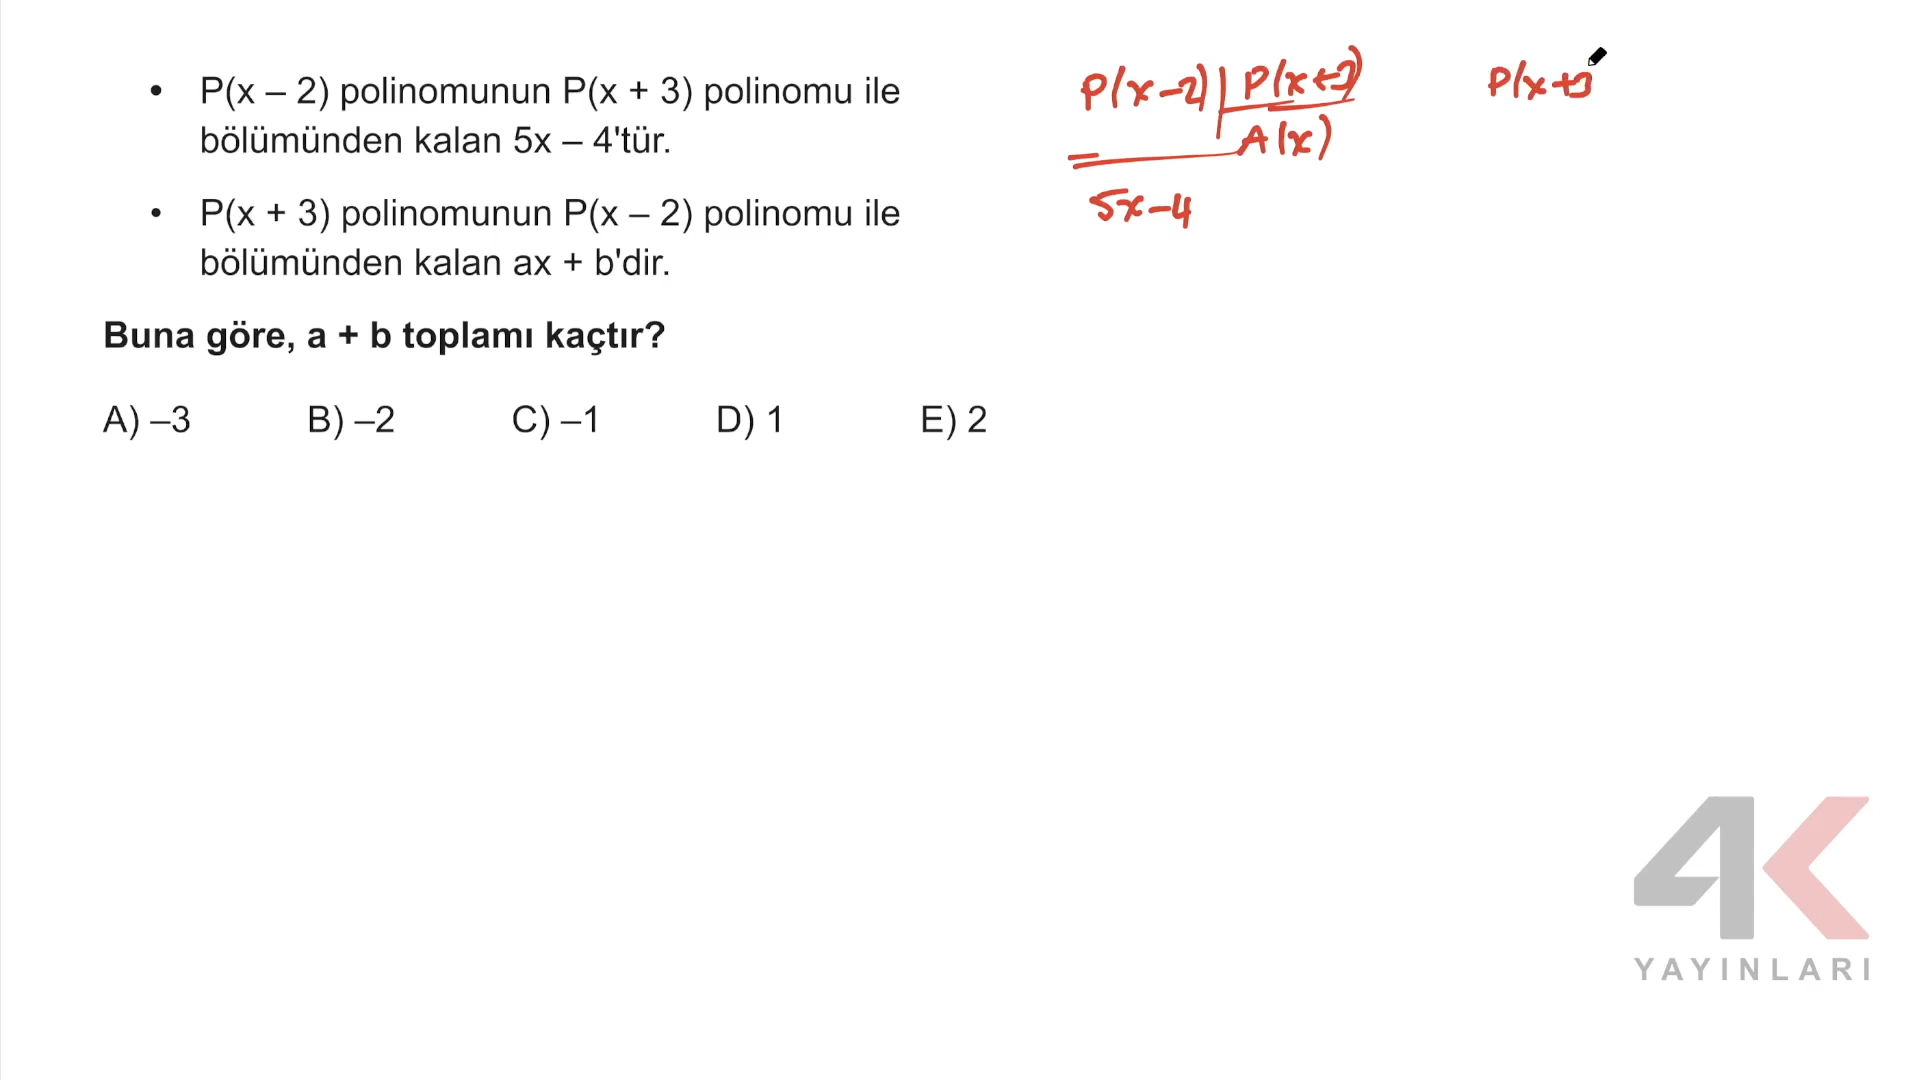 • P(x – 2) polinomunun P(x + 3) polinomu ile
bölümünden kalan 5x – 4'tür.
• P(x + 3) polinomunun P(x – 2) polinomu ile
bölümünden kalan ax + b'dir.
Buna göre, a + b toplamı kaçtır?
A) –3 B) –2 C) –1 D) 1 E) 2
P(x-2) | P(x+3)
A(x)
5x-4
P(x+3
4K
YAYINLARI